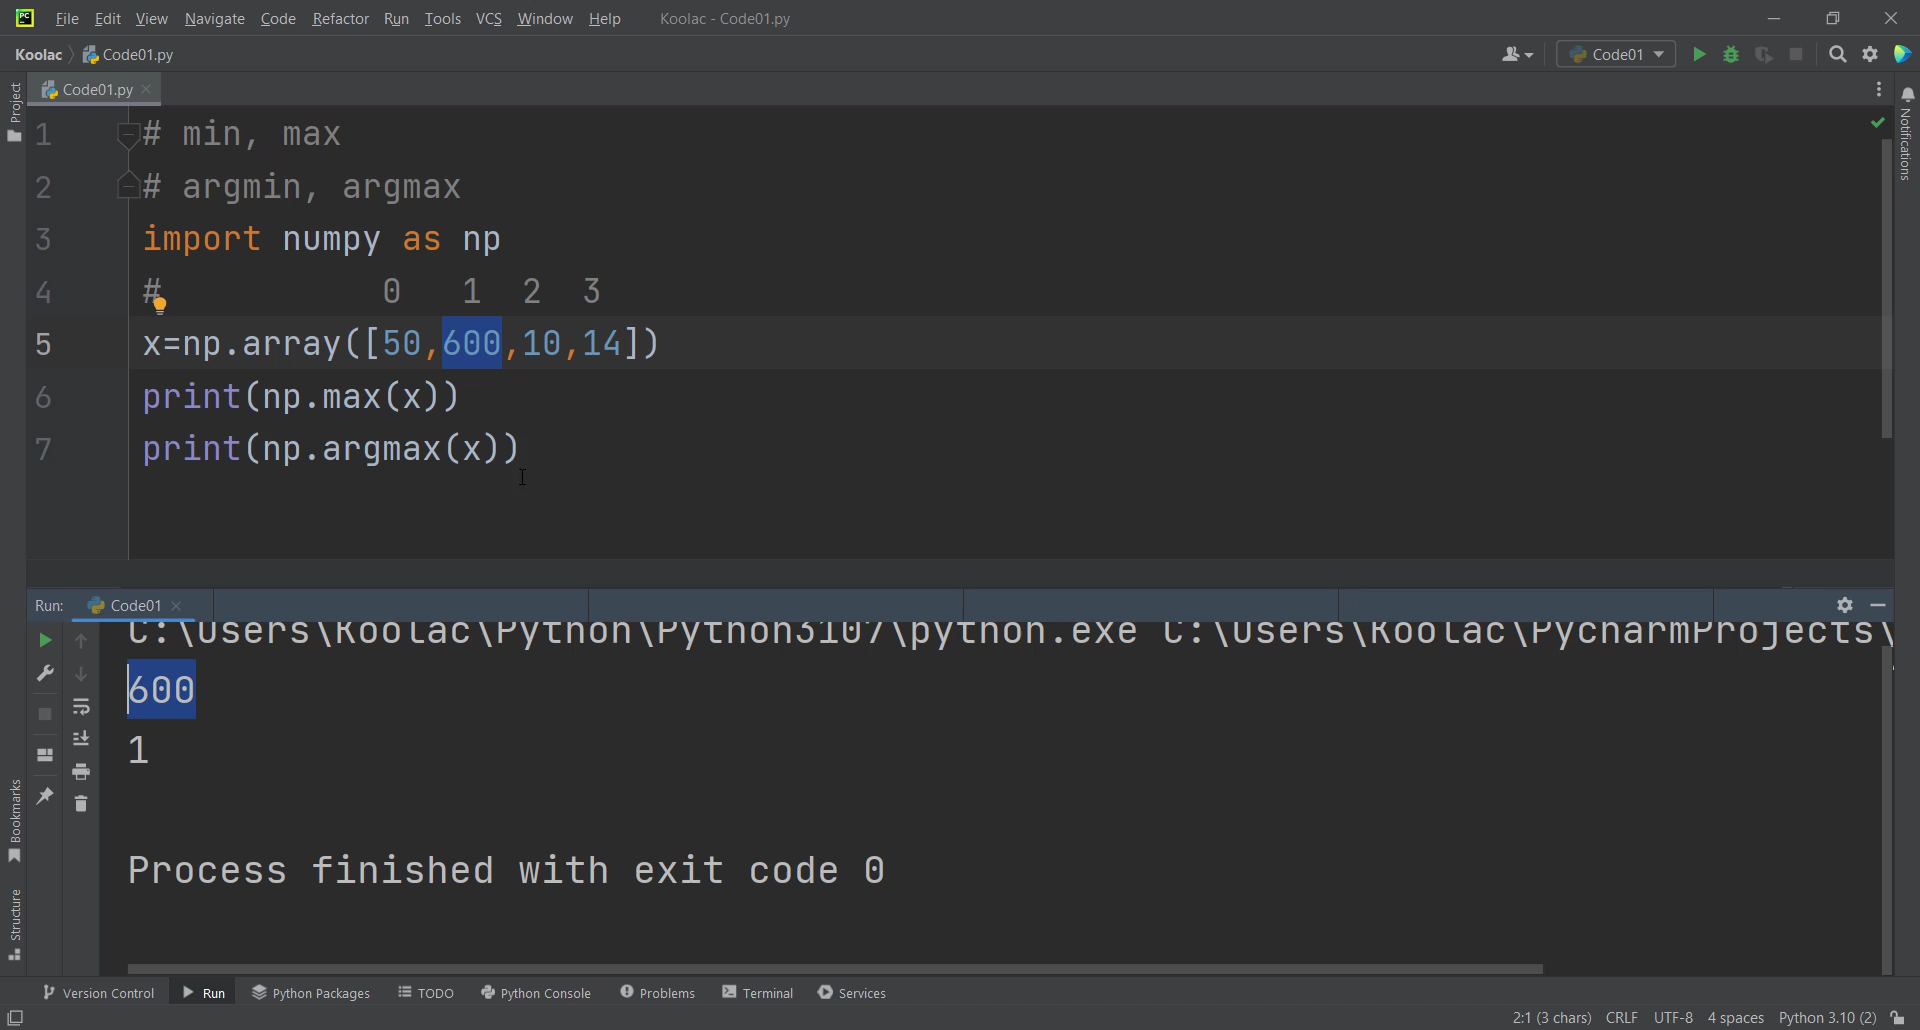 File Edit View Navigate Code Refactor Run Tools VCS Window Help Koolac - Code01.py
Koolac Code01.py Code01
Project
Code01.py
Notifications
1 # min, max
2 # argmin, argmax
3 import numpy as np
4 # 0 1 2 3
5 x=np.array([50,600,10,14])
6 print(np.max(x))
7 print(np.argmax(x))
Run: Code01
C:\Users\Koolac\Python\Python3107\python.exe C:\Users\Koolac\PycharmProjects\
600
1
Process finished with exit code 0
Bookmarks
Structure
Version Control Run Python Packages TODO Python Console Problems Terminal Services
2:1 (3 chars) CRLF UTF-8 4 spaces Python 3.10 (2)